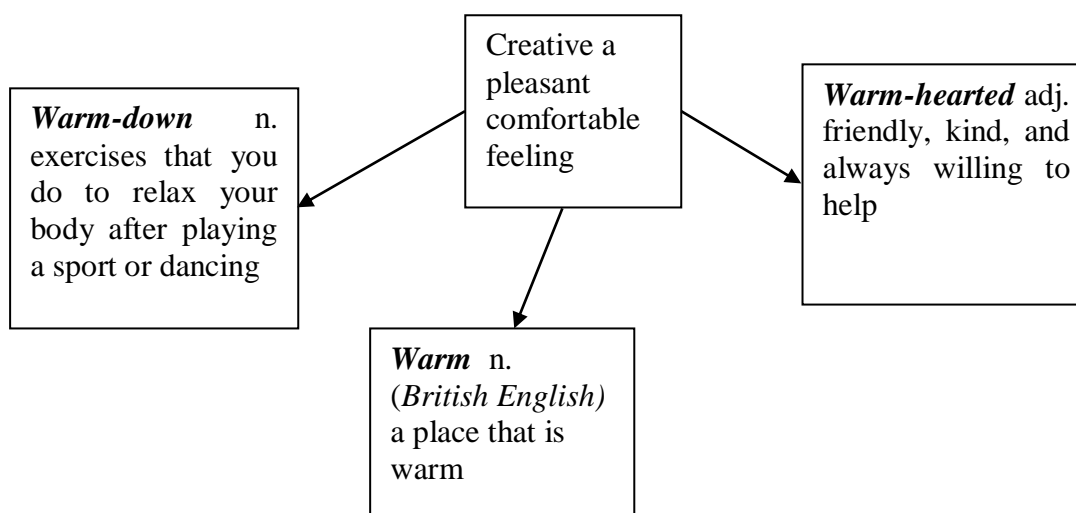 Creative a
pleasant
comfortable
feeling
Warm-down n.
exercises that you
do to relax your
body after playing
a sport or dancing
Warm-hearted adj.
friendly, kind, and
always willing to
help
Warm n.
(British English)
a place that is
warm